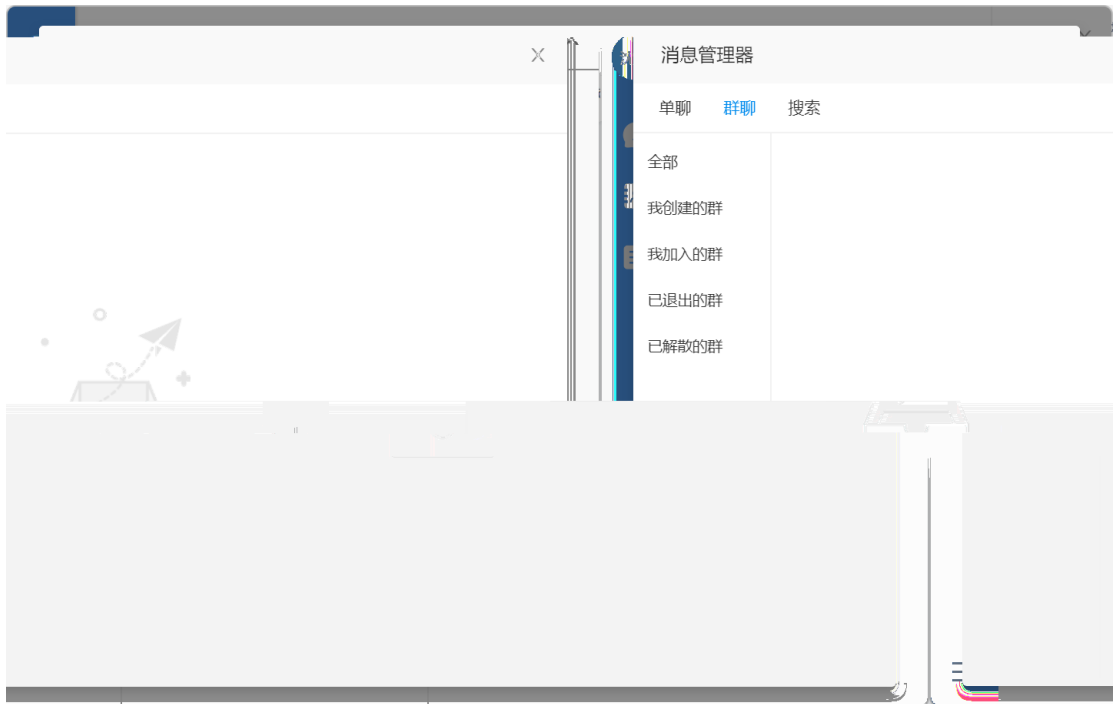 消息管理器
单聊 群聊 搜索
全部
我创建的群
我加入的群
已退出的群
已解散的群